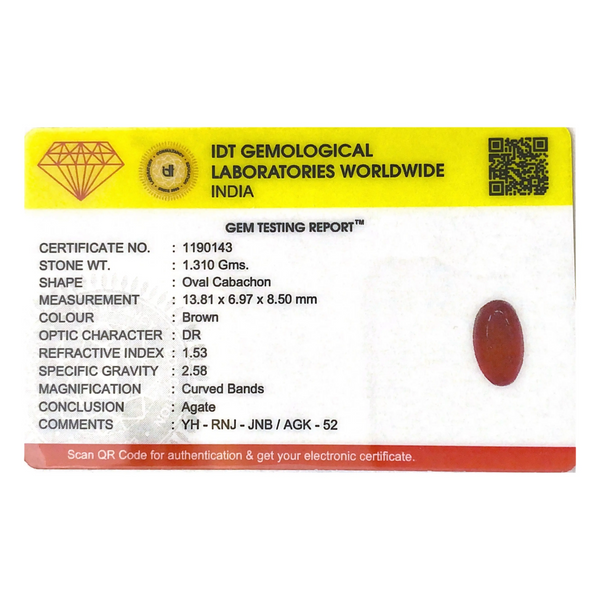 IDT GEMOLOGICAL
LABORATORIES WORLDWIDE
INDIA
GEM TESTING REPORT™
CERTIFICATE NO. : 1190143
STONE WT. : 1.310 Gms.
SHAPE : Oval Cabachon
MEASUREMENT : 13.81 x 6.97 x 8.50 mm
COLOUR : Brown
OPTIC CHARACTER : DR
REFRACTIVE INDEX : 1.53
SPECIFIC GRAVITY : 2.58
MAGNIFICATION : Curved Bands
CONCLUSION : Agate
COMMENTS : YH - RNJ - JNB / AGK - 52
Scan QR Code for authentication & get your electronic certificate.